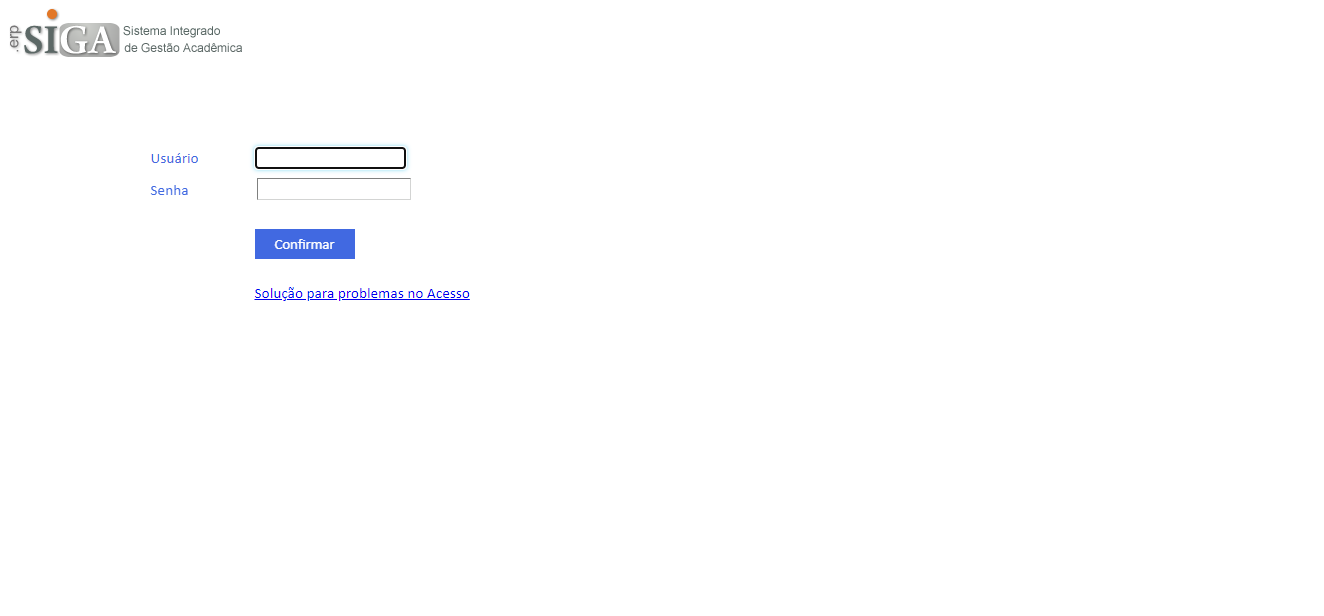 .erp
SIGA
Sistema Integrado
de Gestão Acadêmica
Usuário
Senha
Confirmar
Solução para problemas no Acesso